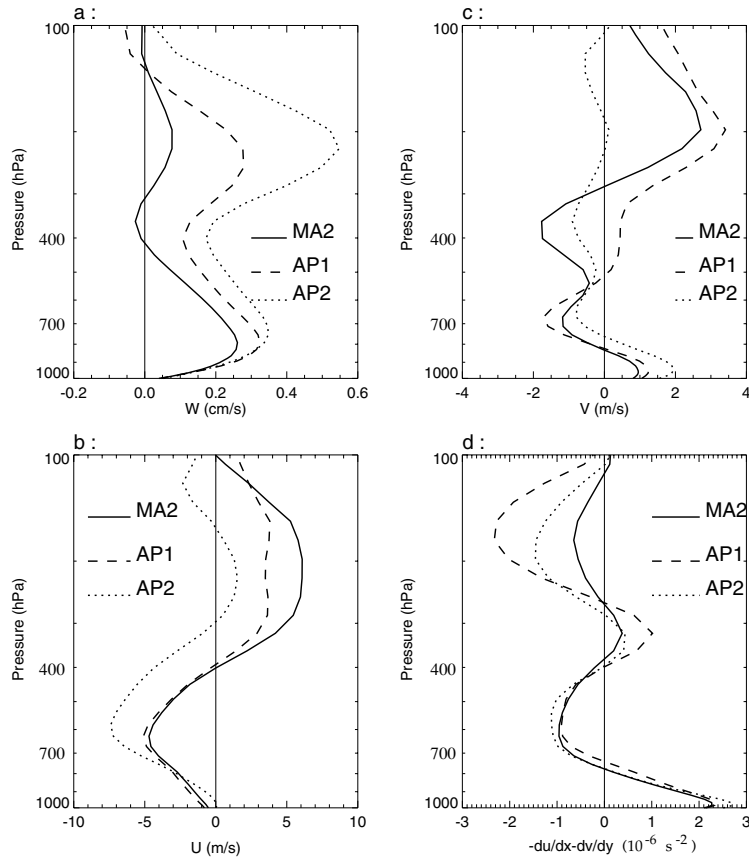 a :
100
400
700
1000
Pressure (hPa)
MA2
AP1
AP2
-0.2 0.0 0.2 0.4 0.6
W (cm/s)
c :
100
400
700
1000
Pressure (hPa)
MA2
AP1
AP2
-4 -2 0 2 4
V (m/s)
b :
100
400
700
1000
Pressure (hPa)
MA2
AP1
AP2
-10 -5 0 5 10
U (m/s)
d :
100
400
700
1000
Pressure (hPa)
MA2
AP1
AP2
-3 -2 -1 0 1 2 3
-du/dx-dv/dy (10⁻⁶ s⁻²)